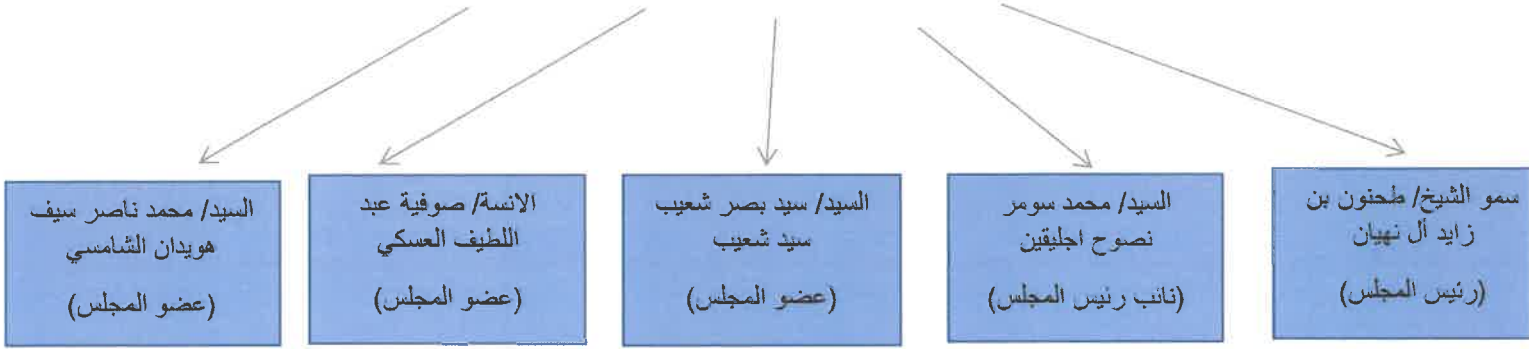 سمو الشيخ/ طحنون بن
زايد آل نهيان
(رئيس المجلس)
السيد/ محمد سومر
نصوح اجليقين
(نائب رئيس المجلس)
السيد/ سيد بصر شعيب
سيد شعيب
(عضو المجلس)
الانسة/ صوفية عبد
اللطيف العسكي
(عضو المجلس)
السيد/ محمد ناصر سيف
هويدان الشامسي
(عضو المجلس)